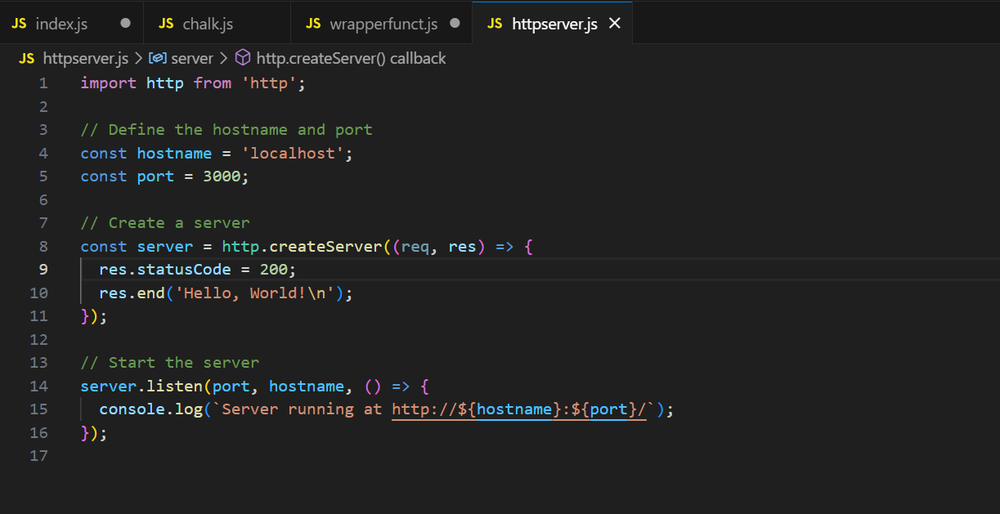 JS index.js JS chalk.js JS wrapperfunct.js JS httpserver.js
JS httpserver.js > server > http.createServer() callback
1 import http from 'http';
2
3 // Define the hostname and port
4 const hostname = 'localhost';
5 const port = 3000;
6
7 // Create a server
8 const server = http.createServer((req, res) => {
9 res.statusCode = 200;
10 res.end('Hello, World!\n');
11 });
12
13 // Start the server
14 server.listen(port, hostname, () => {
15 console.log(`Server running at http://${hostname}:${port}/`);
16 });
17